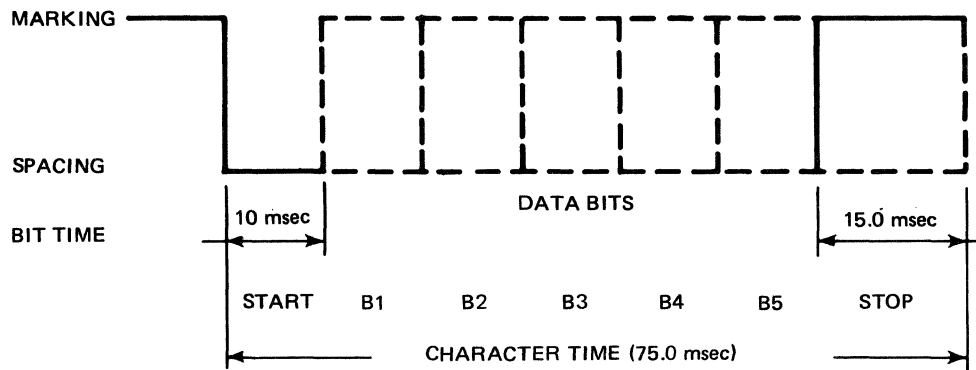 MARKING
SPACING
DATA BITS
10 msec
15.0 msec
BIT TIME
START B1 B2 B3 B4 B5 STOP
CHARACTER TIME (75.0 msec)